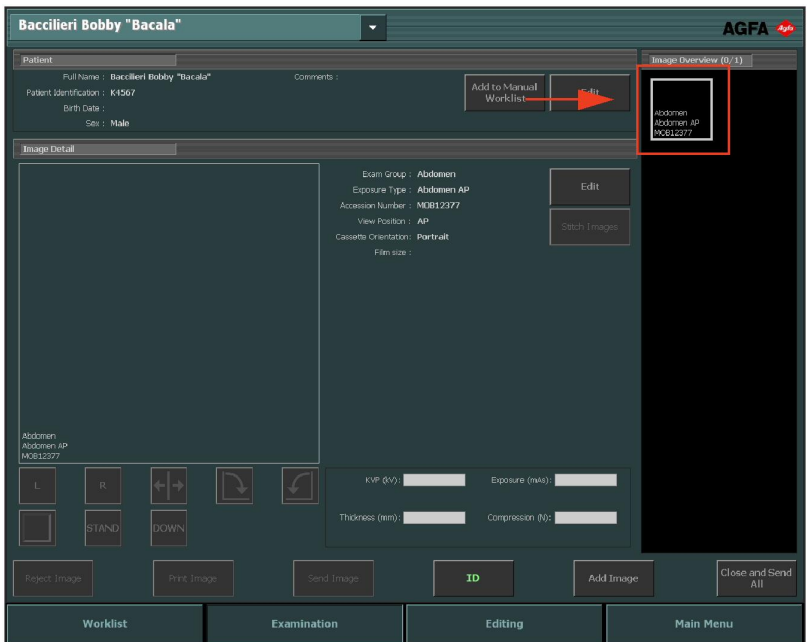 Baccilieri Bobby "Bacala"
AGFA
Agfa
Patient
Full Name : Baccilieri Bobby "Bacala"
Patient Identification : K4567
Birth Date :
Sex : Male
Comments :
Add to Manual
Worklist
Edit
Image Overview (0/1)
Abdomen
Abdomen AP
MOB12377
Image Detail
Abdomen
Abdomen AP
MOB12377
Exam Group : Abdomen
Exposure Type : Abdomen AP
Accession Number : MOB12377
View Position : AP
Cassette Orientation: Portrait
Film size :
Edit
Stitch Images
L
R
STAND
DOWN
KVP (kV):
Exposure (mAs):
Thickness (mm):
Compression (N):
Reject Image
Print Image
Send Image
ID
Add Image
Close and Send
All
Worklist
Examination
Editing
Main Menu